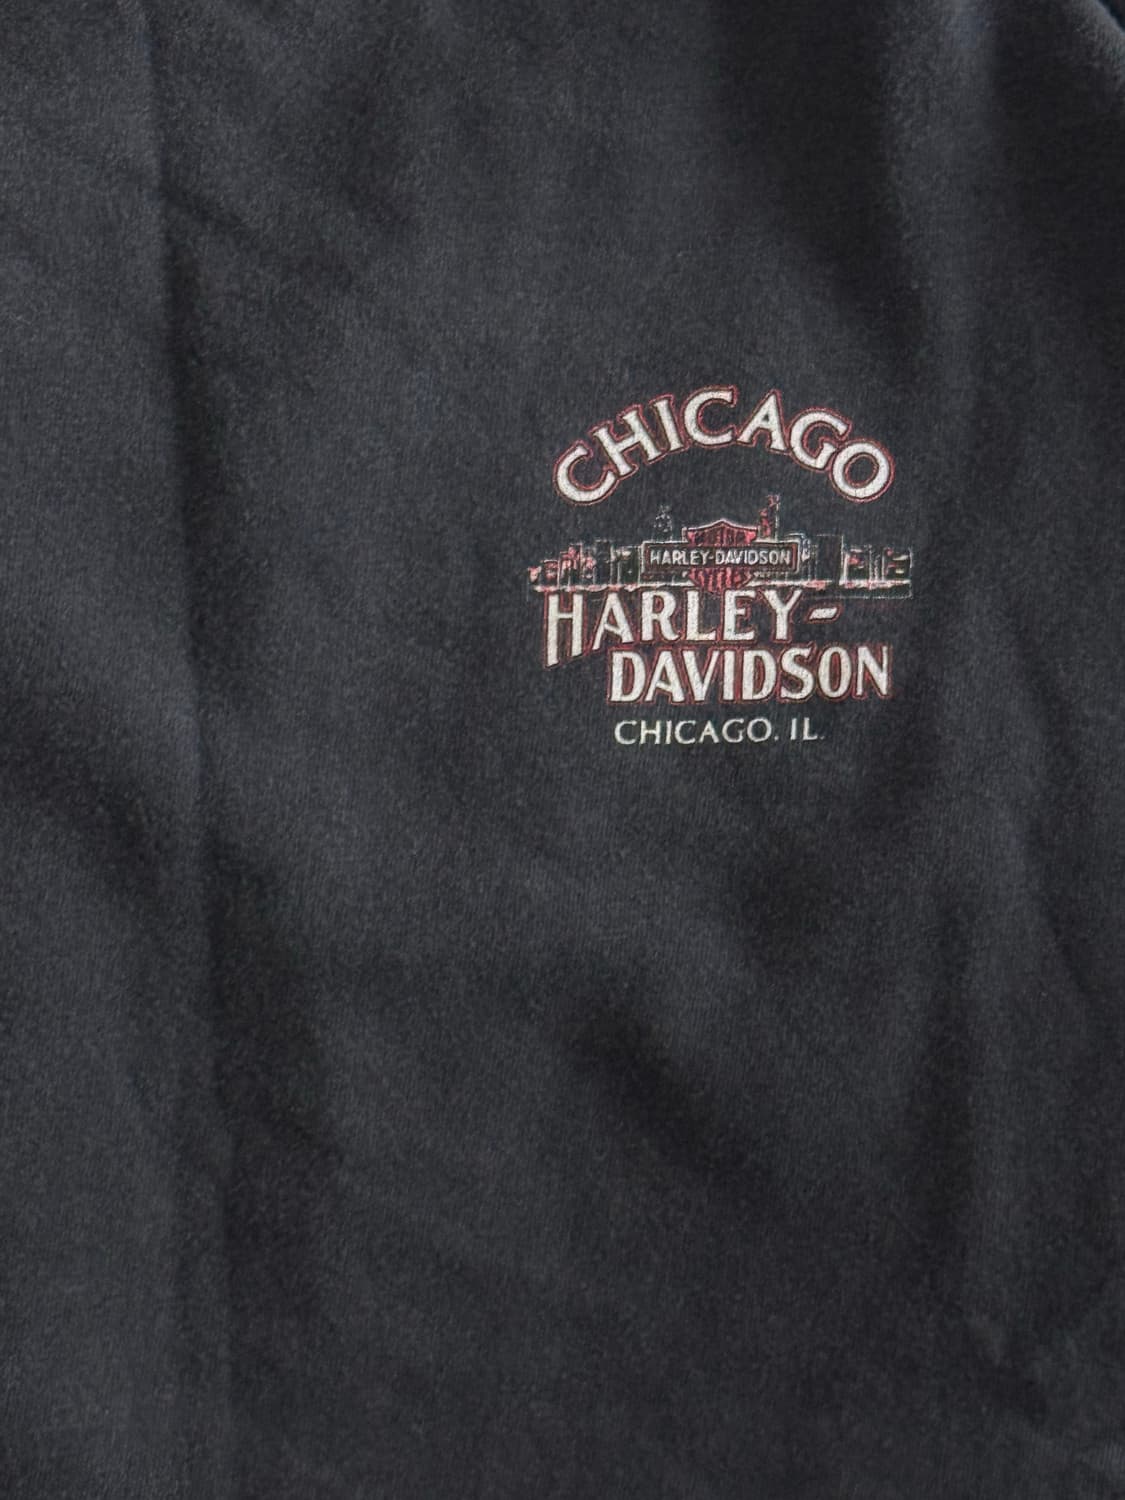 CHICAGO
HARLEY-DAVIDSON
HARLEY-
DAVIDSON
CHICAGO, IL.